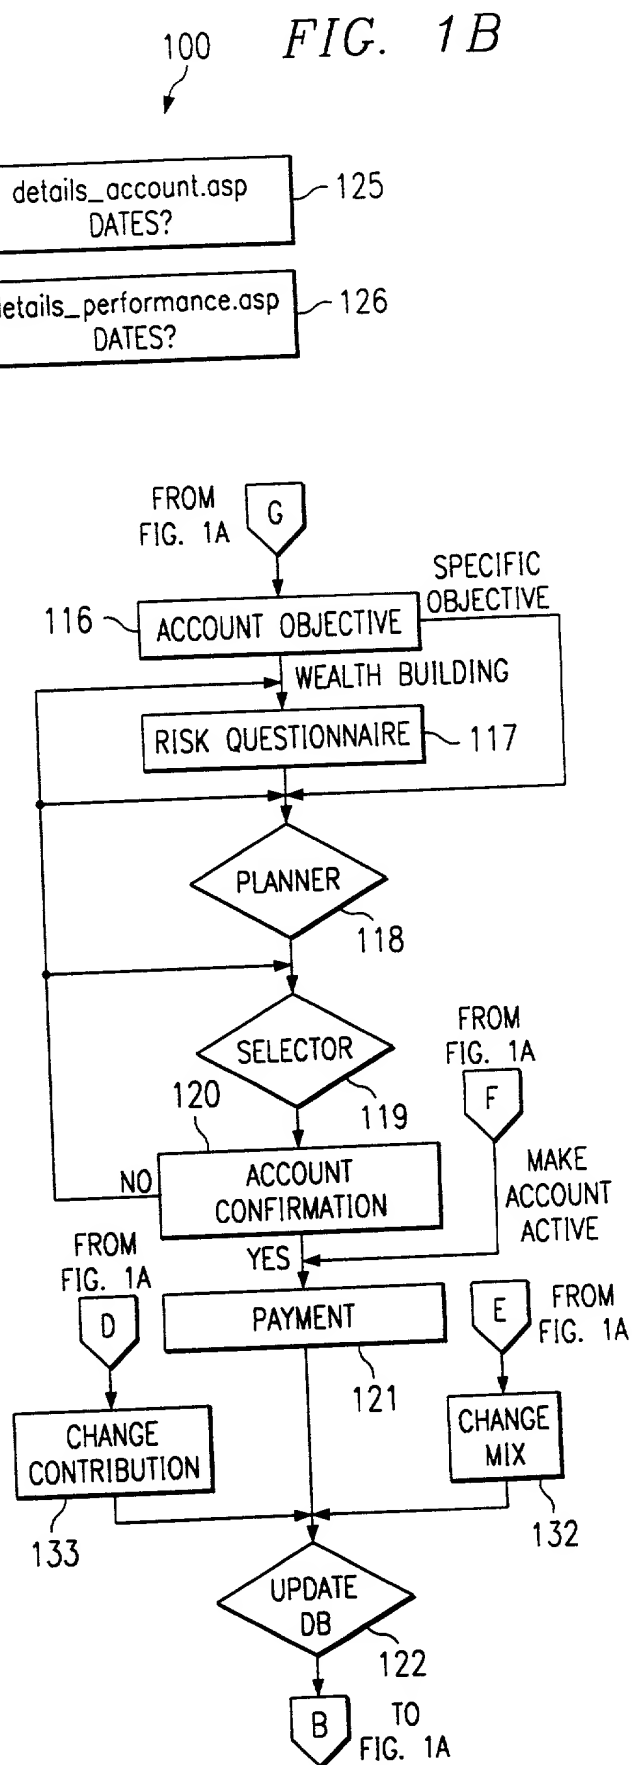 FIG. 1B
100
details_account.asp
DATES?
125
details_performance.asp
DATES?
126
FROM
FIG. 1A
G
SPECIFIC
OBJECTIVE
116
ACCOUNT OBJECTIVE
WEALTH BUILDING
RISK QUESTIONNAIRE
117
PLANNER
118
SELECTOR
119
FROM
FIG. 1A
F
120
ACCOUNT
CONFIRMATION
NO
MAKE
ACCOUNT
ACTIVE
YES
FROM
FIG. 1A
D
PAYMENT
121
E
FROM
FIG. 1A
CHANGE
CONTRIBUTION
133
CHANGE
MIX
132
UPDATE
DB
122
B
TO
FIG. 1A